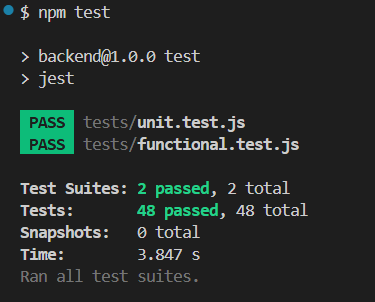 $ npm test
> backend@1.0.0 test
> jest
PASS tests/unit.test.js
PASS tests/functional.test.js
Test Suites: 2 passed, 2 total
Tests: 48 passed, 48 total
Snapshots: 0 total
Time: 3.847 s
Ran all test suites.